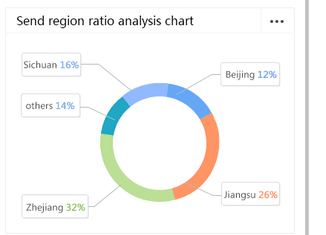 Send region ratio analysis chart
Sichuan 16%
Beijing 12%
others 14%
Jiangsu 26%
Zhejiang 32%